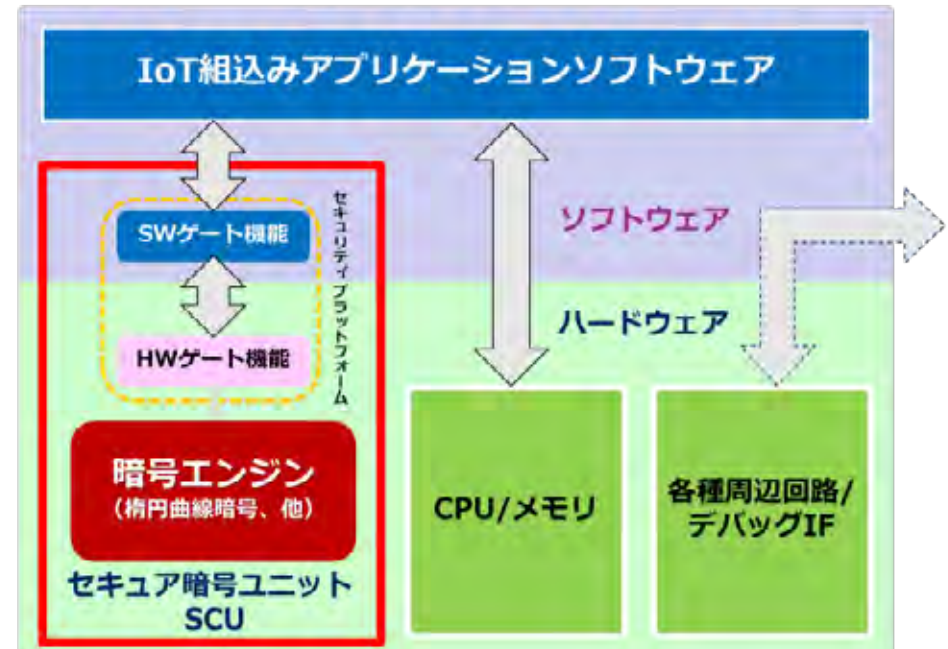 IoT組込みアプリケーションソフトウェア
セキュリティプラットフォーム
SWゲート機能
HWゲート機能
ソフトウェア
ハードウェア
暗号エンジン
（楕円曲線暗号、他）
セキュア暗号ユニット
SCU
CPU/メモリ
各種周辺回路/
デバッグIF